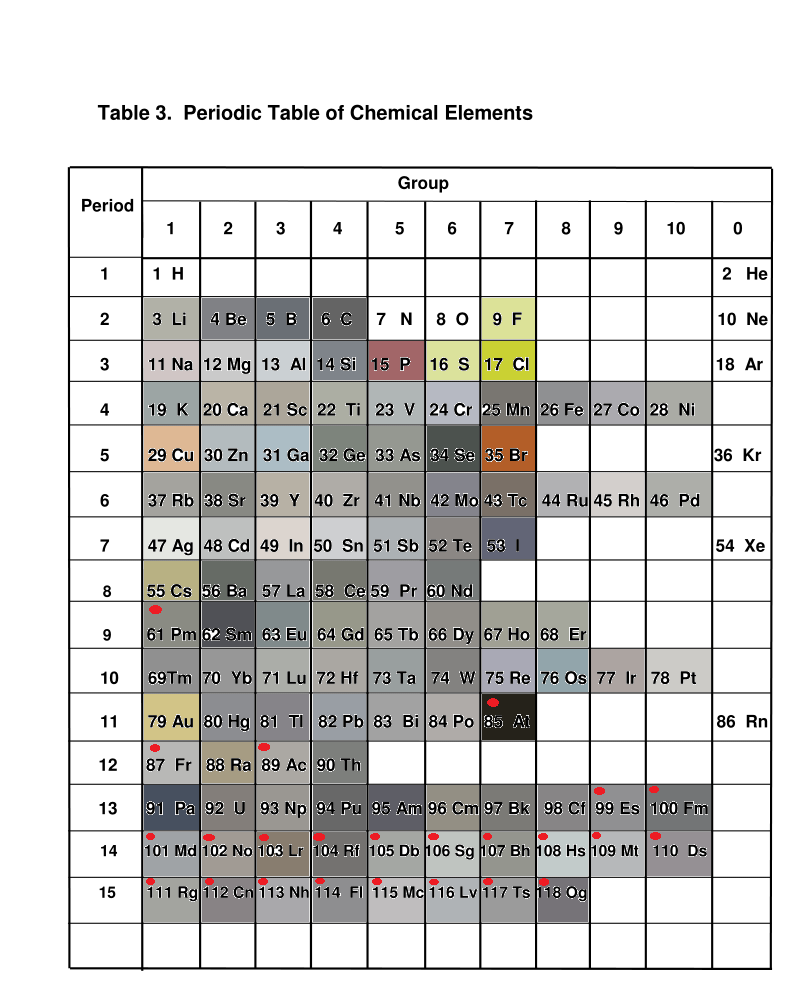 Table 3. Periodic Table of Chemical Elements
Period Group
1 2 3 4 5 6 7 8 9 10 0
1 1 H 2 He
2 3 Li 4 Be 5 B 6 C 7 N 8 O 9 F 10 Ne
3 11 Na 12 Mg 13 Al 14 Si 15 P 16 S 17 Cl 18 Ar
4 19 K 20 Ca 21 Sc 22 Ti 23 V 24 Cr 25 Mn 26 Fe 27 Co 28 Ni
5 29 Cu 30 Zn 31 Ga 32 Ge 33 As 34 Se 35 Br 36 Kr
6 37 Rb 38 Sr 39 Y 40 Zr 41 Nb 42 Mo 43 Tc 44 Ru 45 Rh 46 Pd
7 47 Ag 48 Cd 49 In 50 Sn 51 Sb 52 Te 53 I 54 Xe
8 55 Cs 56 Ba 57 La 58 Ce 59 Pr 60 Nd
9 61 Pm 62 Sm 63 Eu 64 Gd 65 Tb 66 Dy 67 Ho 68 Er
10 69Tm 70 Yb 71 Lu 72 Hf 73 Ta 74 W 75 Re 76 Os 77 Ir 78 Pt
11 79 Au 80 Hg 81 Tl 82 Pb 83 Bi 84 Po 85 At 86 Rn
12 87 Fr 88 Ra 89 Ac 90 Th
13 91 Pa 92 U 93 Np 94 Pu 95 Am 96 Cm 97 Bk 98 Cf 99 Es 100 Fm
14 101 Md 102 No 103 Lr 104 Rf 105 Db 106 Sg 107 Bh 108 Hs 109 Mt 110 Ds
15 111 Rg 112 Cn 113 Nh 114 Fl 115 Mc 116 Lv 117 Ts 118 Og